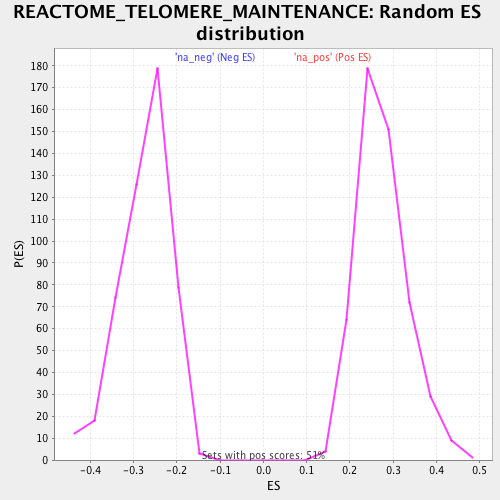 REACTOME_TELOMERE_MAINTENANCE: Random ES
distribution
'na_neg' (Neg ES) 'na_pos' (Pos ES)
180
170
160
150
140
130
120
110
100
90
80
70
60
50
40
30
20
10
0
P(ES)
Sets with pos scores: 51%
-0.4 -0.3 -0.2 -0.1 0.0 0.1 0.2 0.3 0.4 0.5
ES